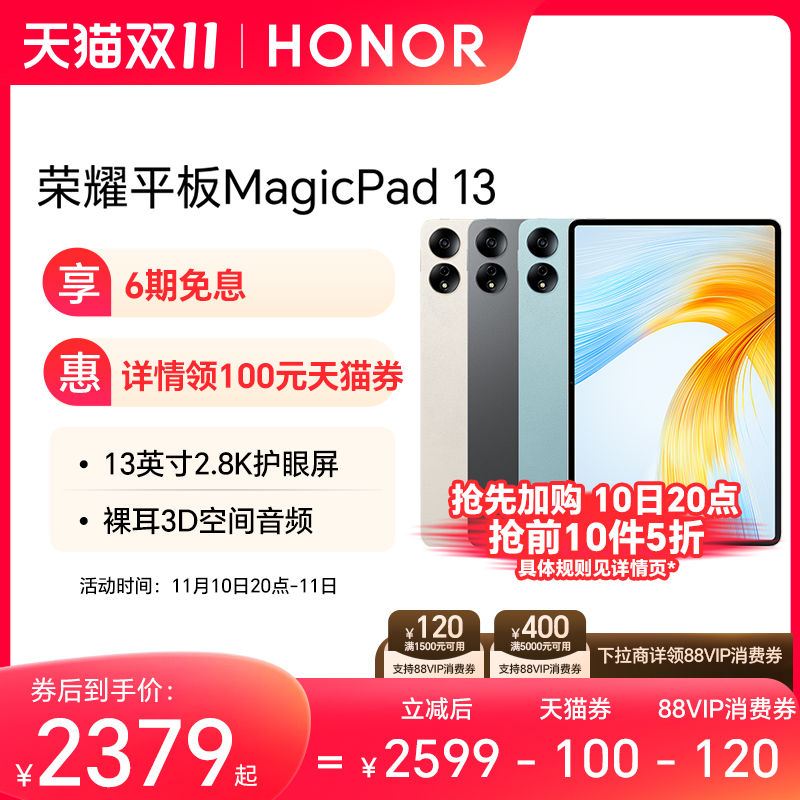 天猫双11 | HONOR
荣耀平板MagicPad 13
享 6期免息
惠 详情领100元天猫券
• 13英寸2.8K护眼屏
• 裸耳3D空间音频
活动时间：11月10日20点-11日
抢先加购 10日20点
抢前10件5折
具体规则见详情页*
¥120
满1500元可用
支持88VIP消费券
¥400
满5000元可用
支持88VIP消费券
下拉商详领88VIP消费券
券后到手价：
¥2379起
立减后 天猫券 88VIP消费券
= ¥2599 - 100 - 120